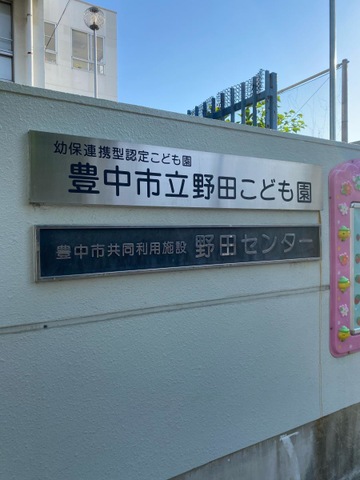 幼保連携型認定こども園
豊中市立野田こども園
豊中市共同利用施設 野田センター